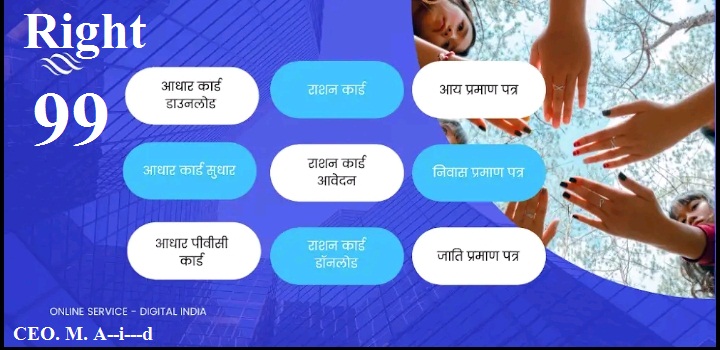 Right
99
आधार कार्ड
डाउनलोड
राशन कार्ड
आय प्रमाण पत्र
आधार कार्ड सुधार
राशन कार्ड
आवेदन
निवास प्रमाण पत्र
आधार पीवीसी
कार्ड
राशन कार्ड
डॉनलोड
जाति प्रमाण पत्र
ONLINE SERVICE - DIGITAL INDIA
CEO. M. A--i---d